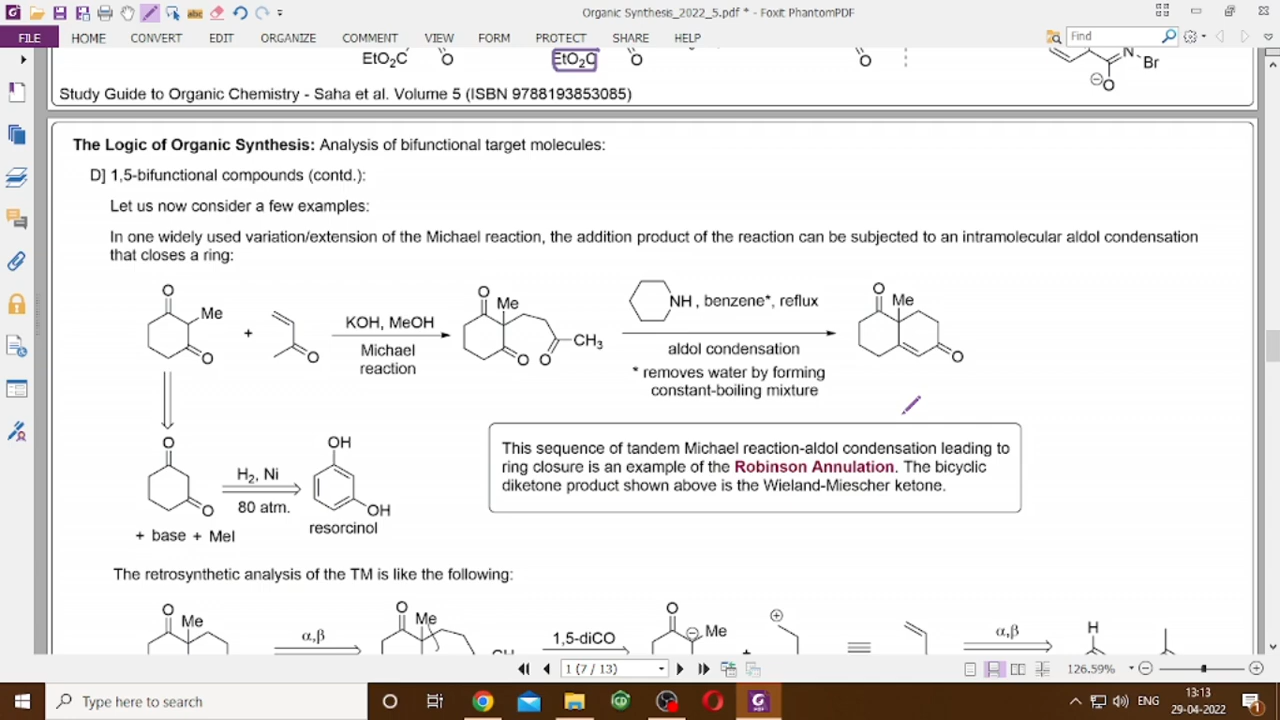 Organic Synthesis_2022_5.pdf * - Foxit PhantomPDF
FILE HOME CONVERT EDIT ORGANIZE COMMENT VIEW FORM PROTECT SHARE HELP Find
EtO2C O EtO2C O O N Br
⊖O
Study Guide to Organic Chemistry - Saha et al. Volume 5 (ISBN 9788193853085)
The Logic of Organic Synthesis: Analysis of bifunctional target molecules:
D] 1,5-bifunctional compounds (contd.):
Let us now consider a few examples:
In one widely used variation/extension of the Michael reaction, the addition product of the reaction can be subjected to an intramolecular aldol condensation
that closes a ring:
O Me O + O KOH, MeOH Michael reaction
O Me O O CH3
NH , benzene*, reflux
aldol condensation
* removes water by forming
constant-boiling mixture
O Me O
O O
+ base + MeI
H2, Ni
80 atm.
OH
OH
resorcinol
This sequence of tandem Michael reaction-aldol condensation leading to
ring closure is an example of the Robinson Annulation. The bicyclic
diketone product shown above is the Wieland-Miescher ketone.
The retrosynthetic analysis of the TM is like the following:
O Me α,β O Me 1,5-diCO O ⊖ Me + ⊕ ≡ α,β H
1 (7 / 13) 126.59%
Type here to search ENG 13:13
29-04-2022